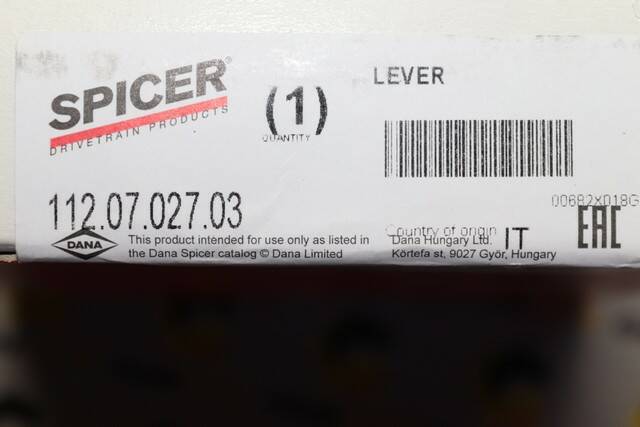 SPICER®
DRIVETRAIN PRODUCTS
(1)
QUANTITY
LEVER
00682X018G
112.07.027.03
DANA
This product intended for use only as listed in
the Dana Spicer catalog © Dana Limited
Country of origin IT
Dana Hungary Ltd.
Körtefa st, 9027 Györ, Hungary
EAC